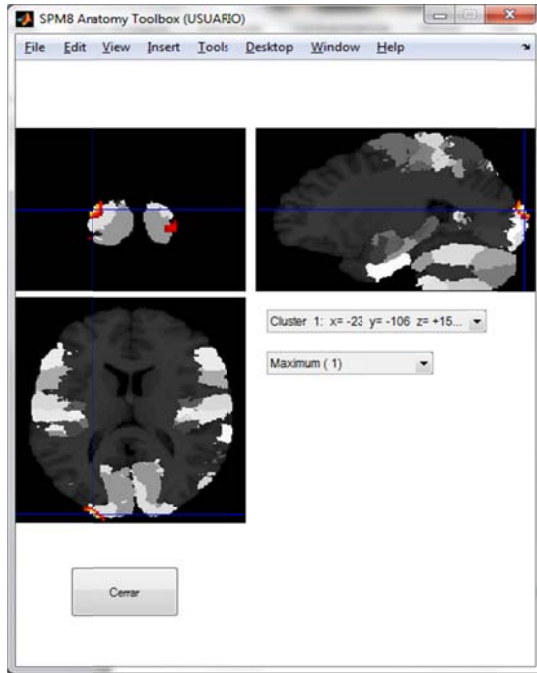 SPM8 Anatomy Toolbox (USUARIO)
File Edit View Insert Tools Desktop Window Help
Cluster 1: x= -23 y= -106 z= +15...
Maximum ( 1)
Cerrar